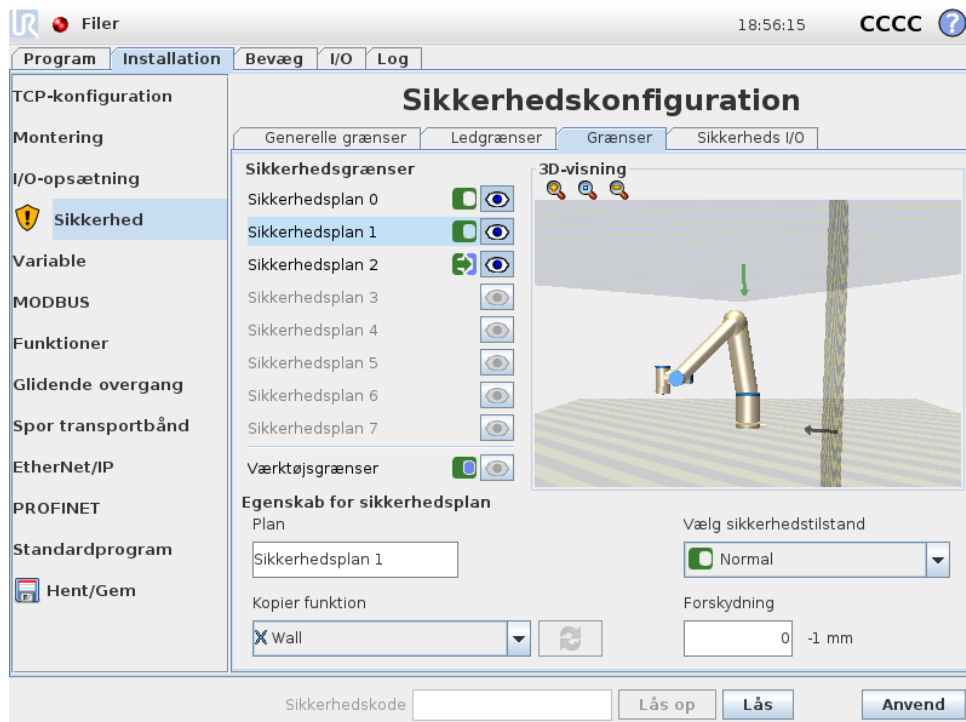 UR Filer 18:56:15 CCCC ?
Program Installation Bevæg I/O Log
TCP-konfiguration
Montering
I/O-opsætning
Sikkerhed
Variable
MODBUS
Funktioner
Glidende overgang
Spor transportbånd
EtherNet/IP
PROFINET
Standardprogram
Hent/Gem
Sikkerhedskonfiguration
Generelle grænser Ledgrænser Grænser Sikkerheds I/O
Sikkerhedsgrænser
Sikkerhedsplan 0
Sikkerhedsplan 1
Sikkerhedsplan 2
Sikkerhedsplan 3
Sikkerhedsplan 4
Sikkerhedsplan 5
Sikkerhedsplan 6
Sikkerhedsplan 7
Værktøjsgrænser
3D-visning
Egenskab for sikkerhedsplan
Plan
Sikkerhedsplan 1
Vælg sikkerhedstilstand
Normal
Kopier funktion
Wall
Forskydning
0 -1 mm
Sikkerhedskode Lås op Lås Anvend